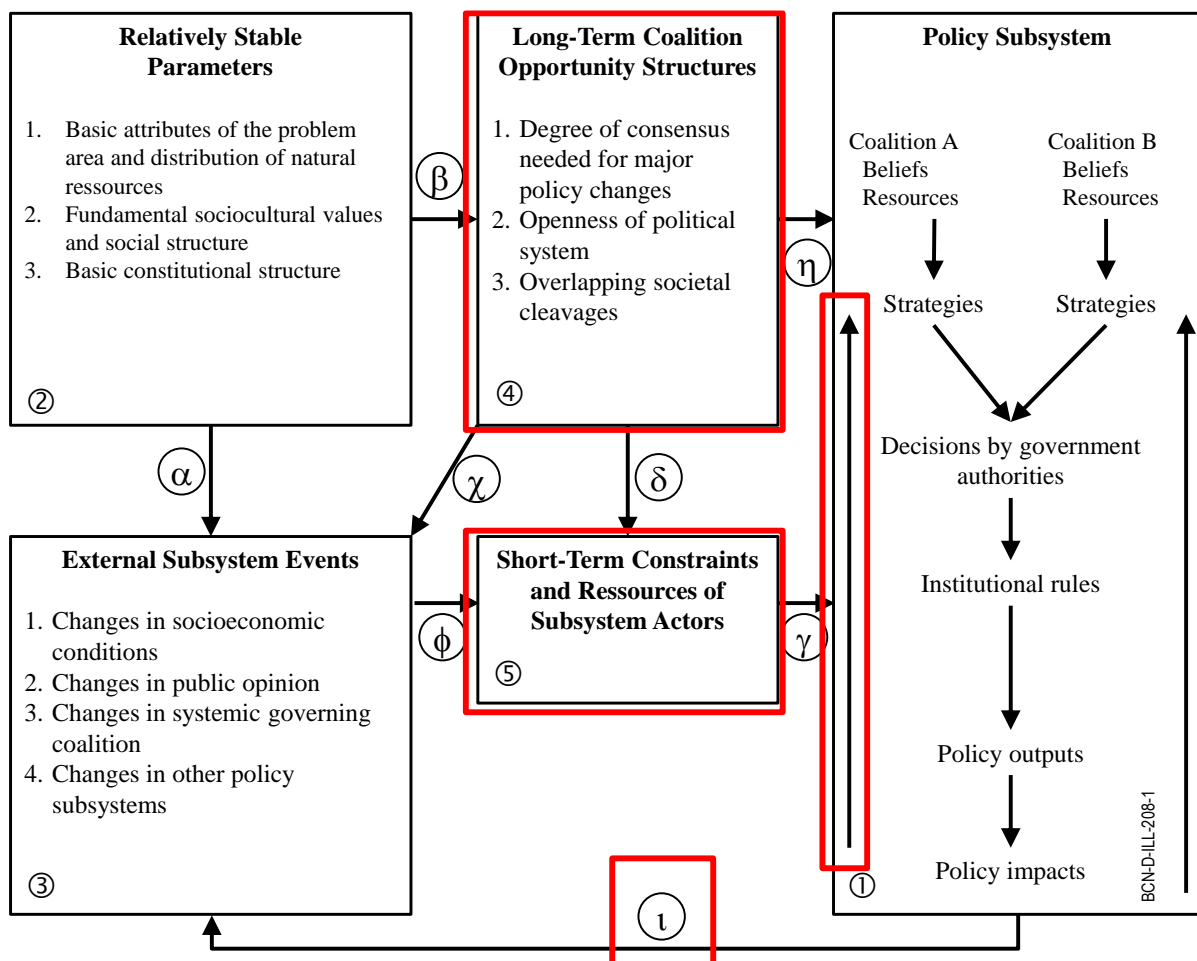 Relatively Stable
Parameters
1. Basic attributes of the problem
area and distribution of natural
ressources
2. Fundamental sociocultural values
and social structure
3. Basic constitutional structure
②
β
Long-Term Coalition
Opportunity Structures
1. Degree of consensus
needed for major
policy changes
2. Openness of political
system
3. Overlapping societal
cleavages
④
η
α
χ
δ
External Subsystem Events
1. Changes in socioeconomic
conditions
2. Changes in public opinion
3. Changes in systemic governing
coalition
4. Changes in other policy
subsystems
③
ϕ
Short-Term Constraints
and Ressources of
Subsystem Actors
⑤
γ
Policy Subsystem
Coalition A
Beliefs
Resources
Coalition B
Beliefs
Resources
Strategies
Strategies
Decisions by government
authorities
Institutional rules
Policy outputs
Policy impacts
①
BCN-D-ILL-208-1
ι